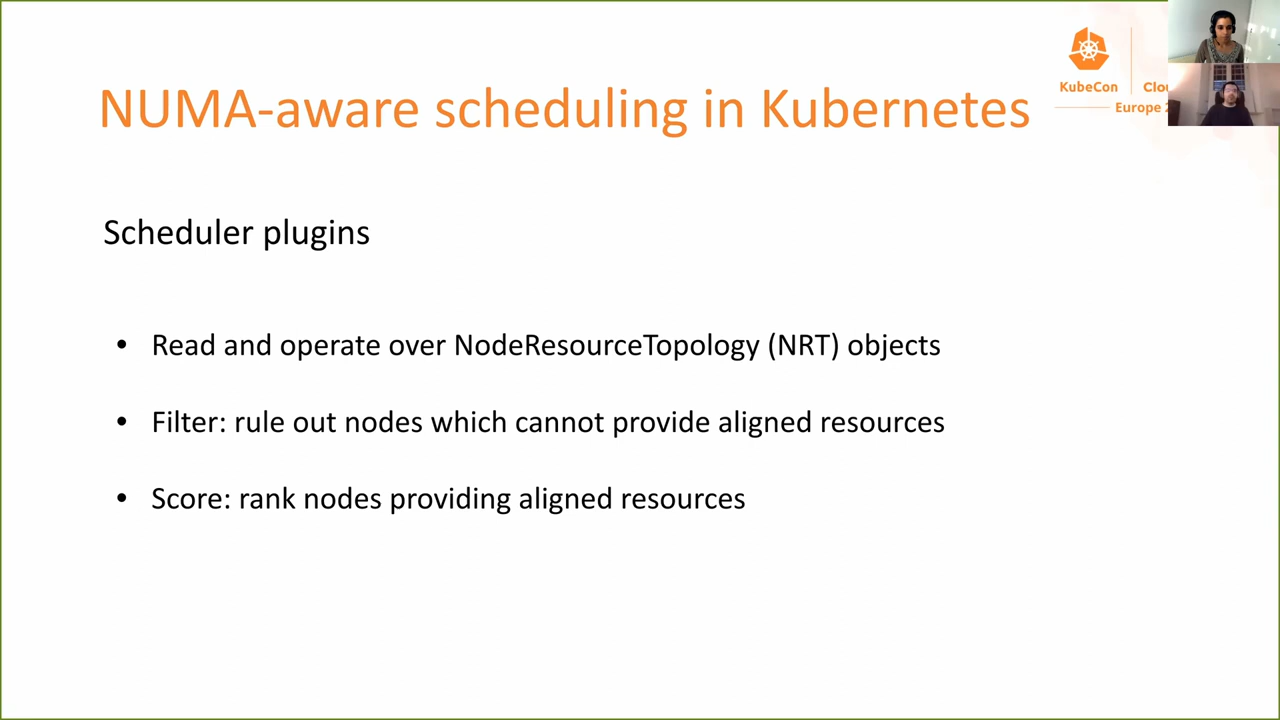 NUMA-aware scheduling in Kubernetes
KubeCon
Europe
Scheduler plugins
• Read and operate over NodeResourceTopology (NRT) objects
• Filter: rule out nodes which cannot provide aligned resources
• Score: rank nodes providing aligned resources